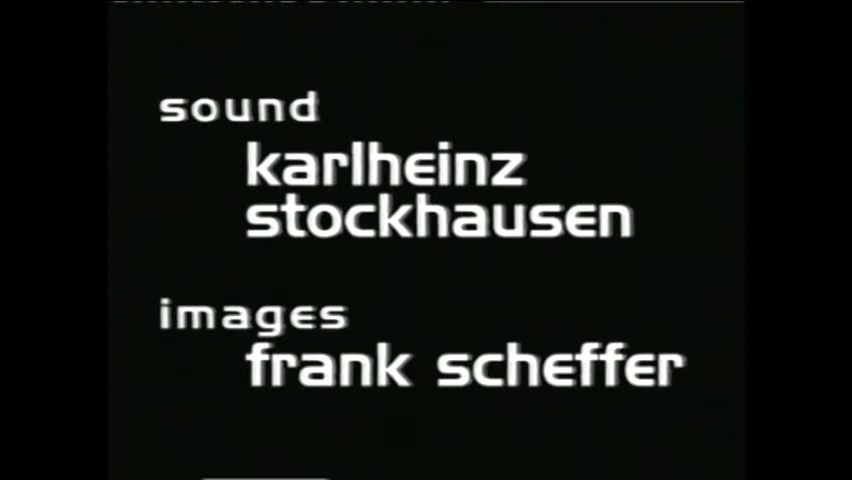 sound
karlheinz
stockhausen
images
frank scheffer